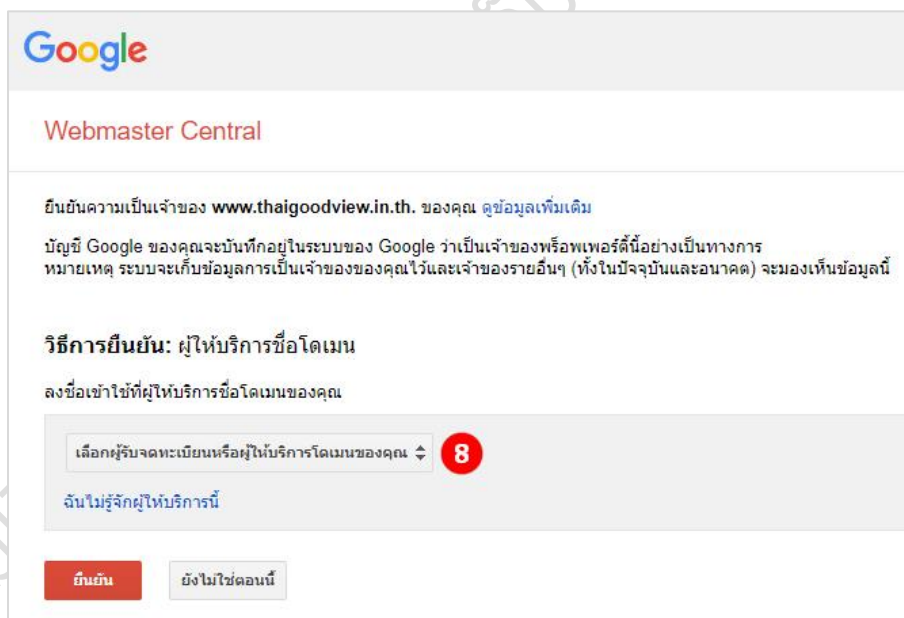 Google
Webmaster Central
ยืนยันความเป็นเจ้าของ www.thaigoodview.in.th. ของคุณ ดูข้อมูลเพิ่มเติม
บัญชี Google ของคุณจะบันทึกอยู่ในระบบของ Google ว่าเป็นเจ้าของพร็อพเพอร์ตี้นี้อย่างเป็นทางการ
หมายเหตุ ระบบจะเก็บข้อมูลการเป็นเจ้าของของคุณไว้และเจ้าของรายอื่นๆ (ทั้งในปัจจุบันและอนาคต) จะมองเห็นข้อมูลนี้
วิธีการยืนยัน: ผู้ให้บริการชื่อโดเมน
ลงชื่อเข้าใช้ที่ผู้ให้บริการชื่อโดเมนของคุณ
เลือกผู้รับจดทะเบียนหรือผู้ให้บริการโดเมนของคุณ 8
ฉันไม่รู้จักผู้ให้บริการนี้
ยืนยัน ยังไม่ใช่ตอนนี้